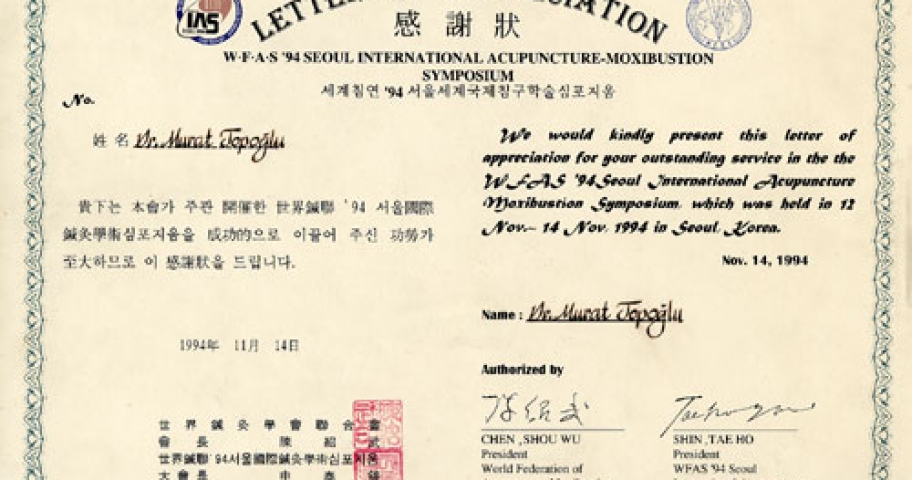 LETTER OF APPRECIATION
IAS
感謝狀
W·F·A·S '94 SEOUL INTERNATIONAL ACUPUNCTURE-MOXIBUSTION
SYMPOSIUM
세계침연 '94 서울세계국제침구학술심포지움
No.
姓 名 Dr. Murat Topoğlu
貴下는 本會가 주관 開催한 世界鍼聯 '94 서울國際
鍼灸學術심포지움을 成功的으로 이끌어 주신 功勞가
至大하므로 이 感謝狀을 드립니다.
1994年 11月 14日
世界鍼灸學會聯合會
會長 陳紹武
世界鍼聯 '94서울國際鍼灸學術심포지움
大會長 申泰鎬
We would kindly present this letter of
appreciation for your outstanding service in the the
WFAS '94 Seoul International Acupuncture
Moxibustion Symposium, which was held in 12
Nov.- 14 Nov. 1994 in Seoul, Korea.
Nov. 14, 1994
Name : Dr. Murat Topoğlu
Authorized by
陈绍武
CHEN ,SHOU WU
President
World Federation of
SHIN ,TAE HO
President
WFAS '94 Seoul